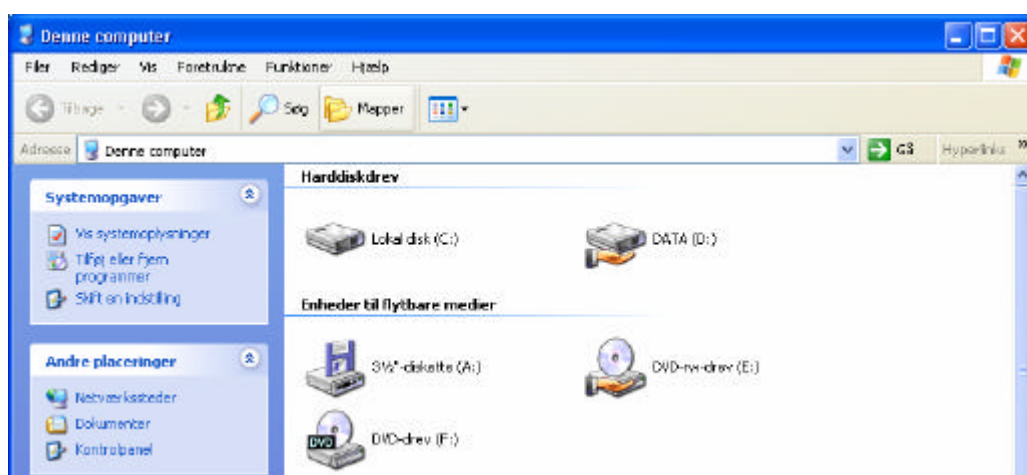 Denne computer
Filer Rediger Vis Foretrukne Funktioner Hjælp
Tilbage Søg Mapper
Adresse Denne computer Gå Hyperlinks »
Systemopgaver
Vis systemoplysninger
Tilføj eller fjern
programmer
Skift en indstilling
Andre placeringer
Netværkssteder
Dokumenter
Kontrolpanel
Harddiskdrev
Lokal disk (C:) DATA (D:)
Enheder til flytbare medier
3½"-diskette (A:) DVD-rw-drev (E:)
DVD DVD-drev (F:)